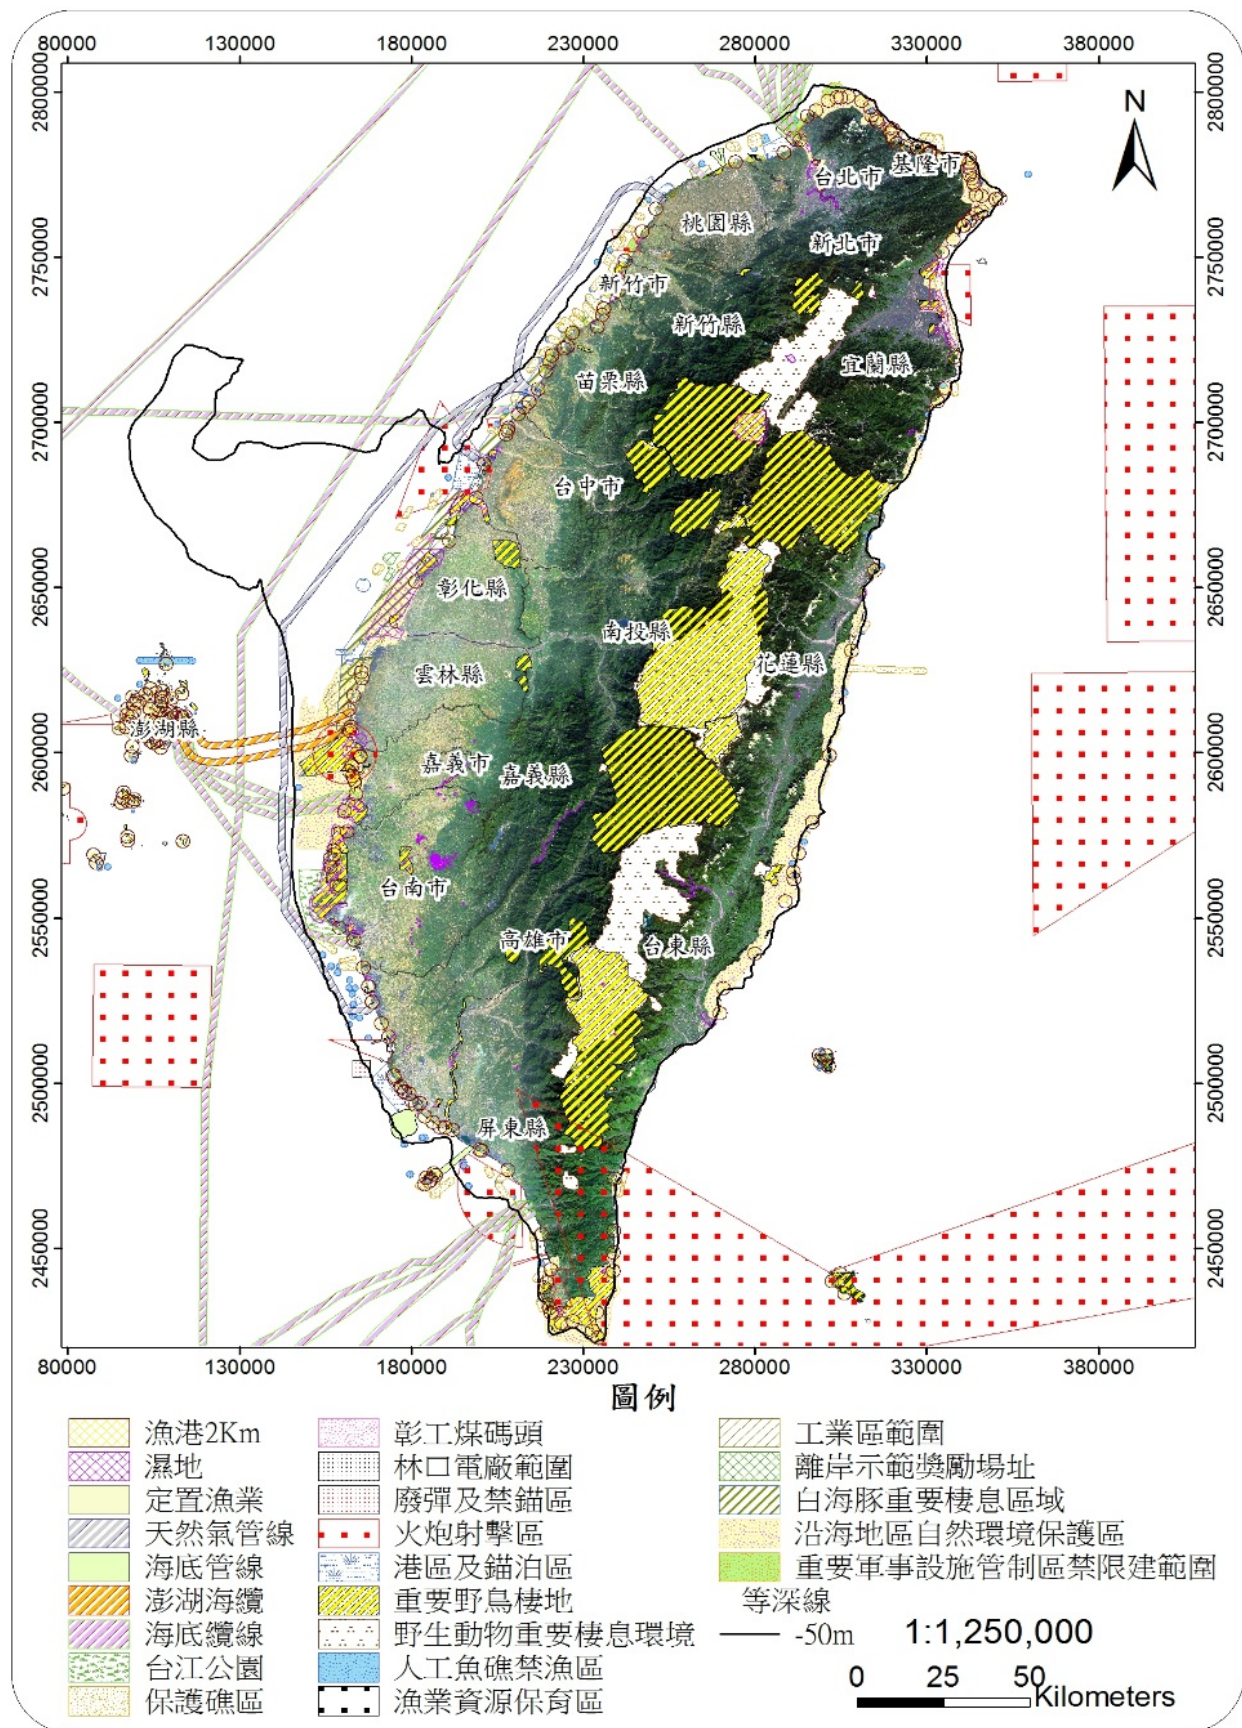 80000 130000 180000 230000 280000 330000 380000
2800000 2800000
N
基隆市
台北市
桃園縣
新北市
2750000 2750000
新竹市
新竹縣
宜蘭縣
苗栗縣
2700000 2700000
台中市
2650000 2650000
彰化縣
南投縣
花蓮縣
雲林縣
澎湖縣
2600000 2600000
嘉義市
嘉義縣
台南市
2550000 2550000
高雄市
台東縣
2500000 2500000
屏東縣
2450000 2450000
80000 130000 180000 230000 280000 330000 380000
圖例
漁港2Km
濕地
定置漁業
天然氣管線
海底管線
澎湖海纜
海底纜線
台江公園
保護礁區
彰工煤碼頭
林口電廠範圍
廢彈及禁錨區
火炮射擊區
港區及錨泊區
重要野鳥棲地
野生動物重要棲息環境
人工魚礁禁漁區
漁業資源保育區
工業區範圍
離岸示範獎勵場址
白海豚重要棲息區域
沿海地區自然環境保護區
重要軍事設施管制區禁限建範圍
等深線
-50m 1:1,250,000
0 25 50
Kilometers